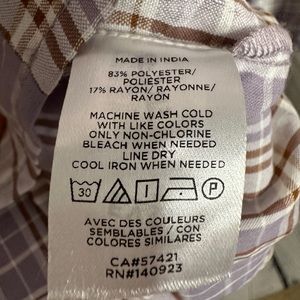 MADE IN INDIA
83% POLYESTER/
POLIÉSTER
17% RAYON/ RAYONNE/
RAYÓN
MACHINE WASH COLD
WITH LIKE COLORS
ONLY NON-CHLORINE
BLEACH WHEN NEEDED
LINE DRY
COOL IRON WHEN NEEDED
30 P
AVEC DES COULEURS
SEMBLABLES / CON
COLORES SIMILARES
CA#57421
RN#140923